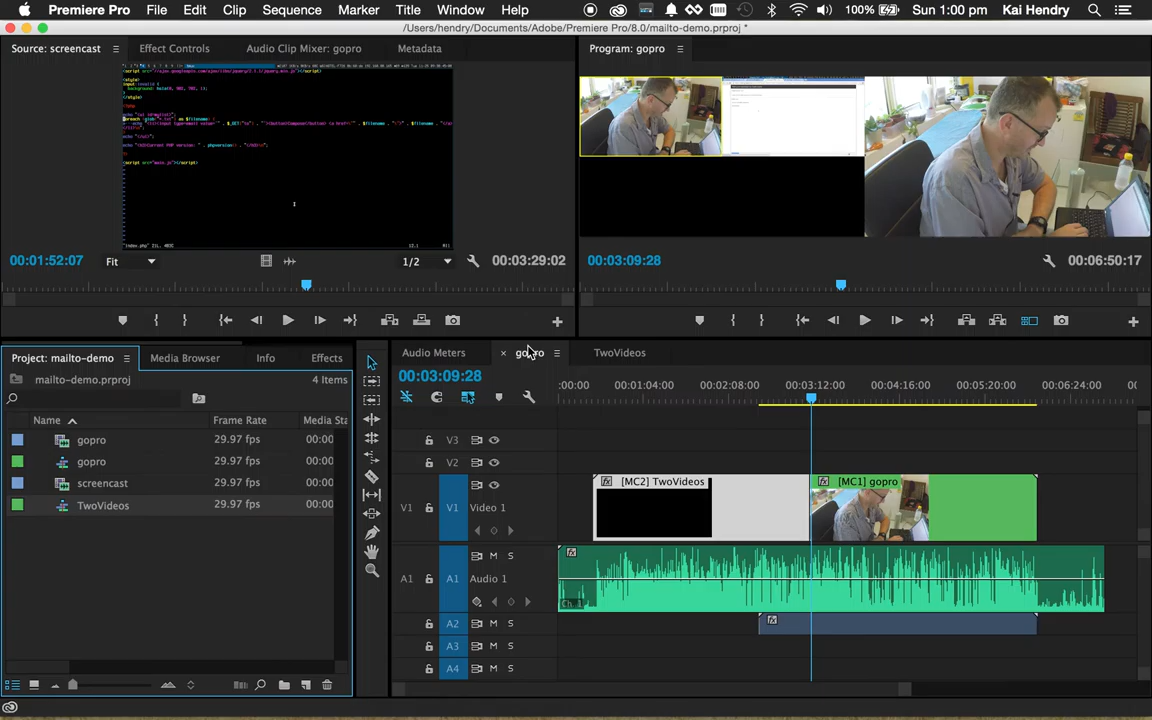 Premiere Pro File Edit Clip Sequence Marker Title Window Help 100% Sun 1:00 pm Kai Hendry
/Users/hendry/Documents/Adobe/Premiere Pro/8.0/mailto-demo.prproj *
Source: screencast Effect Controls Audio Clip Mixer: gopro Metadata
Program: gopro
00:01:52:07 Fit 1/2 00:03:29:02
00:03:09:28 00:06:50:17
Project: mailto-demo Media Browser Info Effects
mailto-demo.prproj 4 Items
Name Frame Rate Media Sta
gopro 29.97 fps 00:00
gopro 29.97 fps 00:00
screencast 29.97 fps 00:00
TwoVideos 29.97 fps 00:00
Audio Meters × gopro TwoVideos
00:03:09:28
:00:00 00:01:04:00 00:02:08:00 00:03:12:00 00:04:16:00 00:05:20:00 00:06:24:00 00
V3
V2
[MC2] TwoVideos [MC1] gopro
V1 V1 Video 1
A1 M S
A1 Audio 1
Ch. 1
A2 M S
A3 M S
A4 M S